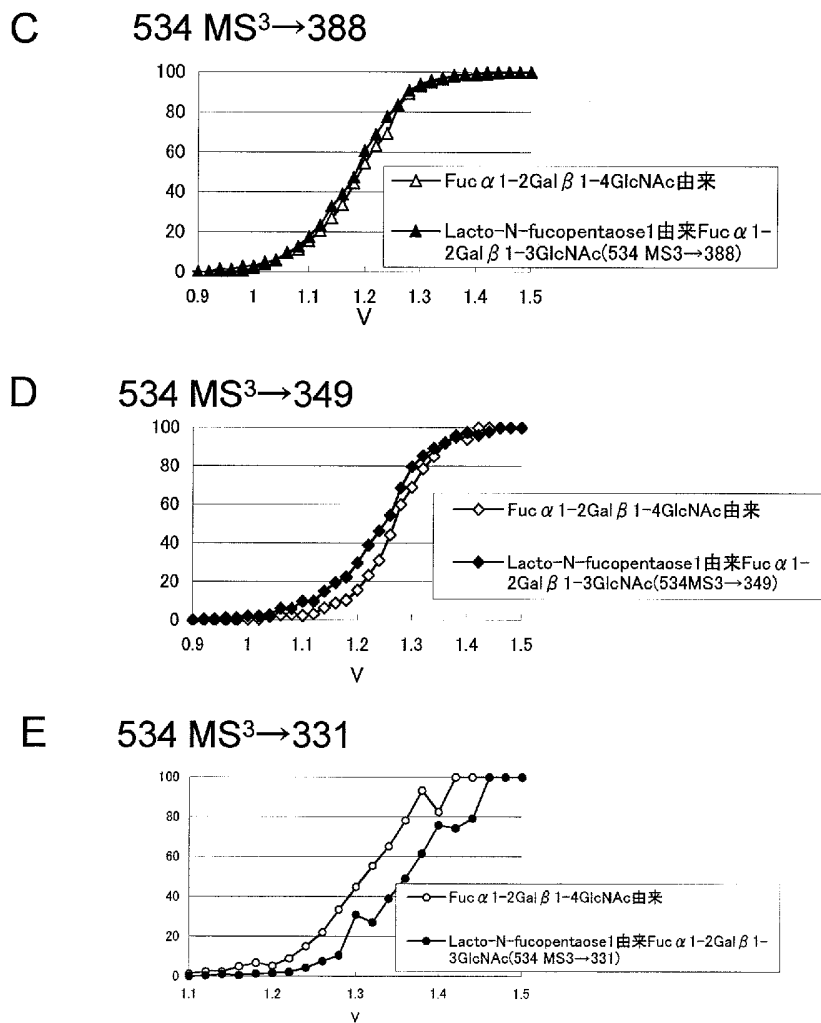 C
534 MS³→388
100
80
60
40
20
0
Fuc α 1-2Gal β 1-4GlcNAc由来
Lacto-N-fucopentaose1由来Fuc α 1-
2Gal β 1-3GlcNAc(534 MS3→388)
0.9 1 1.1 1.2 1.3 1.4 1.5
V
D
534 MS³→349
100
80
60
40
20
0
Fuc α 1-2Gal β 1-4GlcNAc由来
Lacto-N-fucopentaose1由来Fuc α 1-
2Gal β 1-3GlcNAc(534MS3→349)
0.9 1 1.1 1.2 1.3 1.4 1.5
V
E
534 MS³→331
100
80
60
40
20
0
Fuc α 1-2Gal β 1-4GlcNAc由来
Lacto-N-fucopentaose1由来Fuc α 1-2Gal β 1-
3GlcNAc(534 MS3→331)
1.1 1.2 1.3 1.4 1.5
V